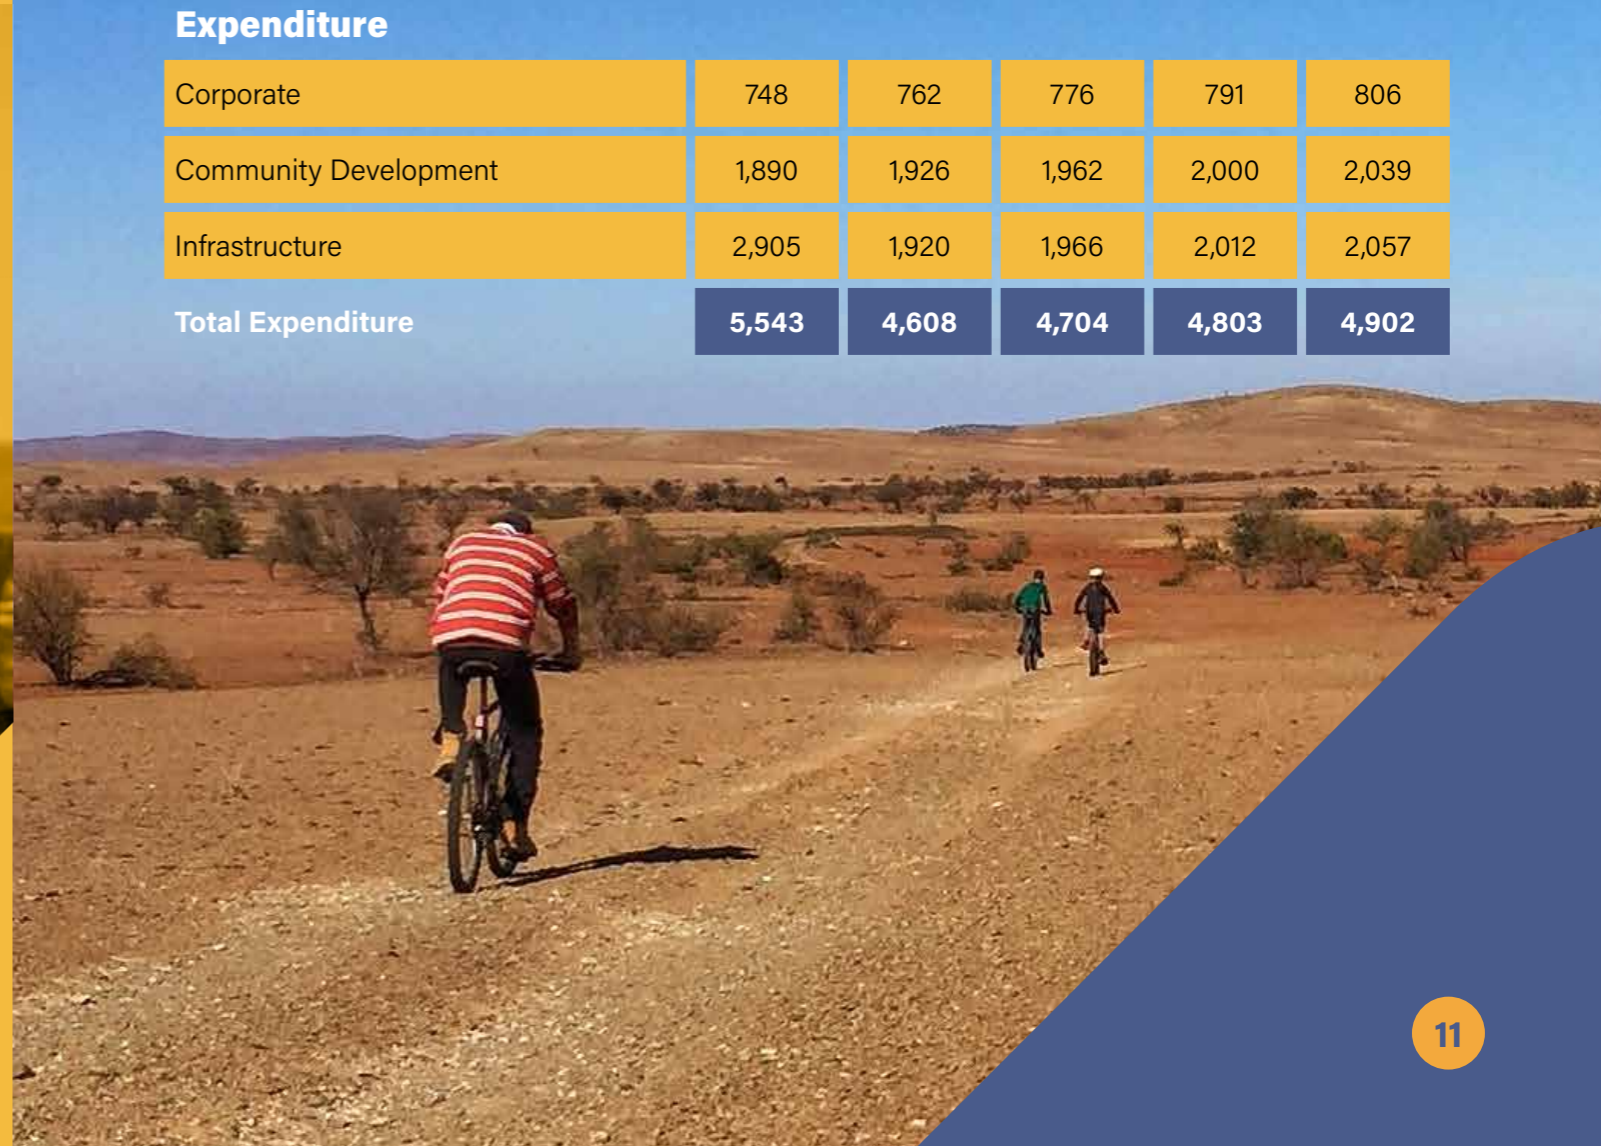 Expenditure
Corporate 748 762 776 791 806
Community Development 1,890 1,926 1,962 2,000 2,039
Infrastructure 2,905 1,920 1,966 2,012 2,057
Total Expenditure 5,543 4,608 4,704 4,803 4,902
11